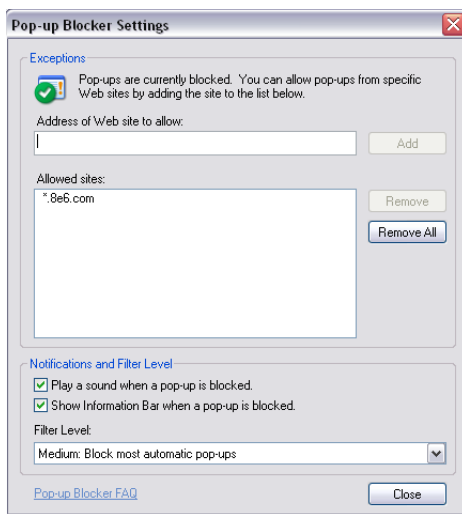 Pop-up Blocker Settings
Exceptions
Pop-ups are currently blocked. You can allow pop-ups from specific
Web sites by adding the site to the list below.
Address of Web site to allow:
Add
Allowed sites:
*.8e6.com
Remove
Remove All
Notifications and Filter Level
Play a sound when a pop-up is blocked.
Show Information Bar when a pop-up is blocked.
Filter Level:
Medium: Block most automatic pop-ups
Pop-up Blocker FAQ
Close